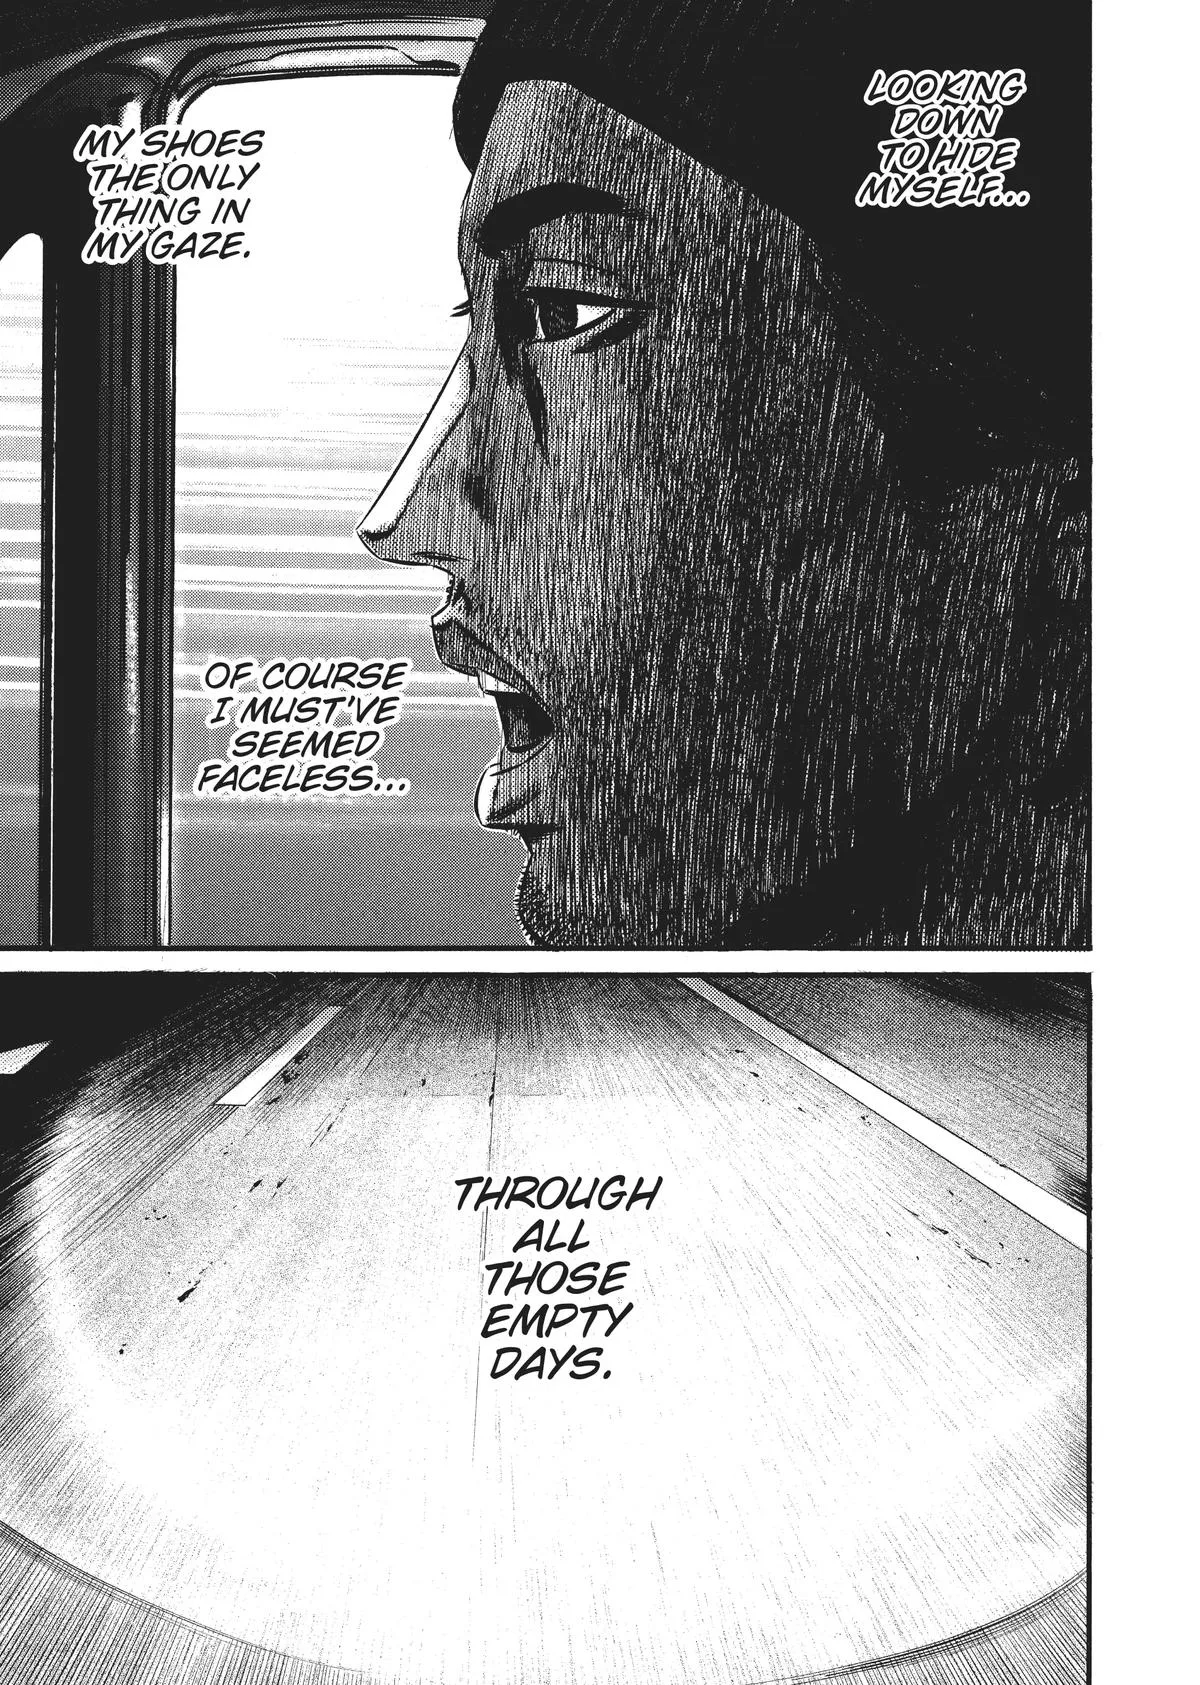 LOOKING
DOWN
TO HIDE
MYSELF...
MY SHOES
THE ONLY
THING IN
MY GAZE.
OF COURSE
I MUST'VE
SEEMED
FACELESS...
THROUGH
ALL
THOSE
EMPTY
DAYS.